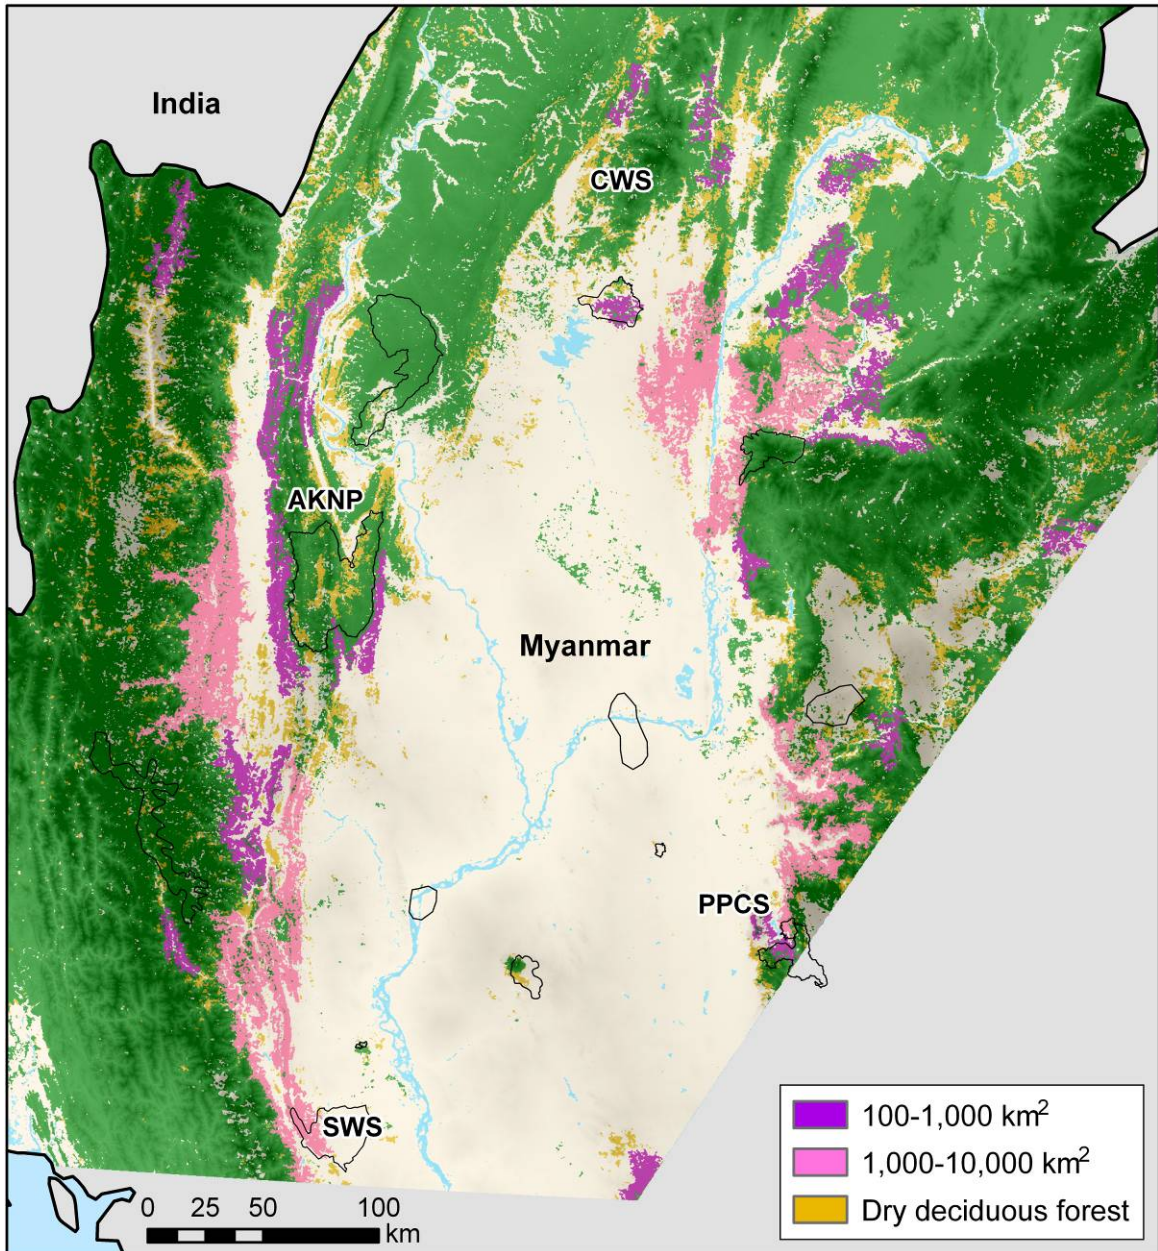 India
CWS
AKNP
Myanmar
PPCS
SWS
100-1,000 km²
1,000-10,000 km²
Dry deciduous forest
0 25 50 100
km